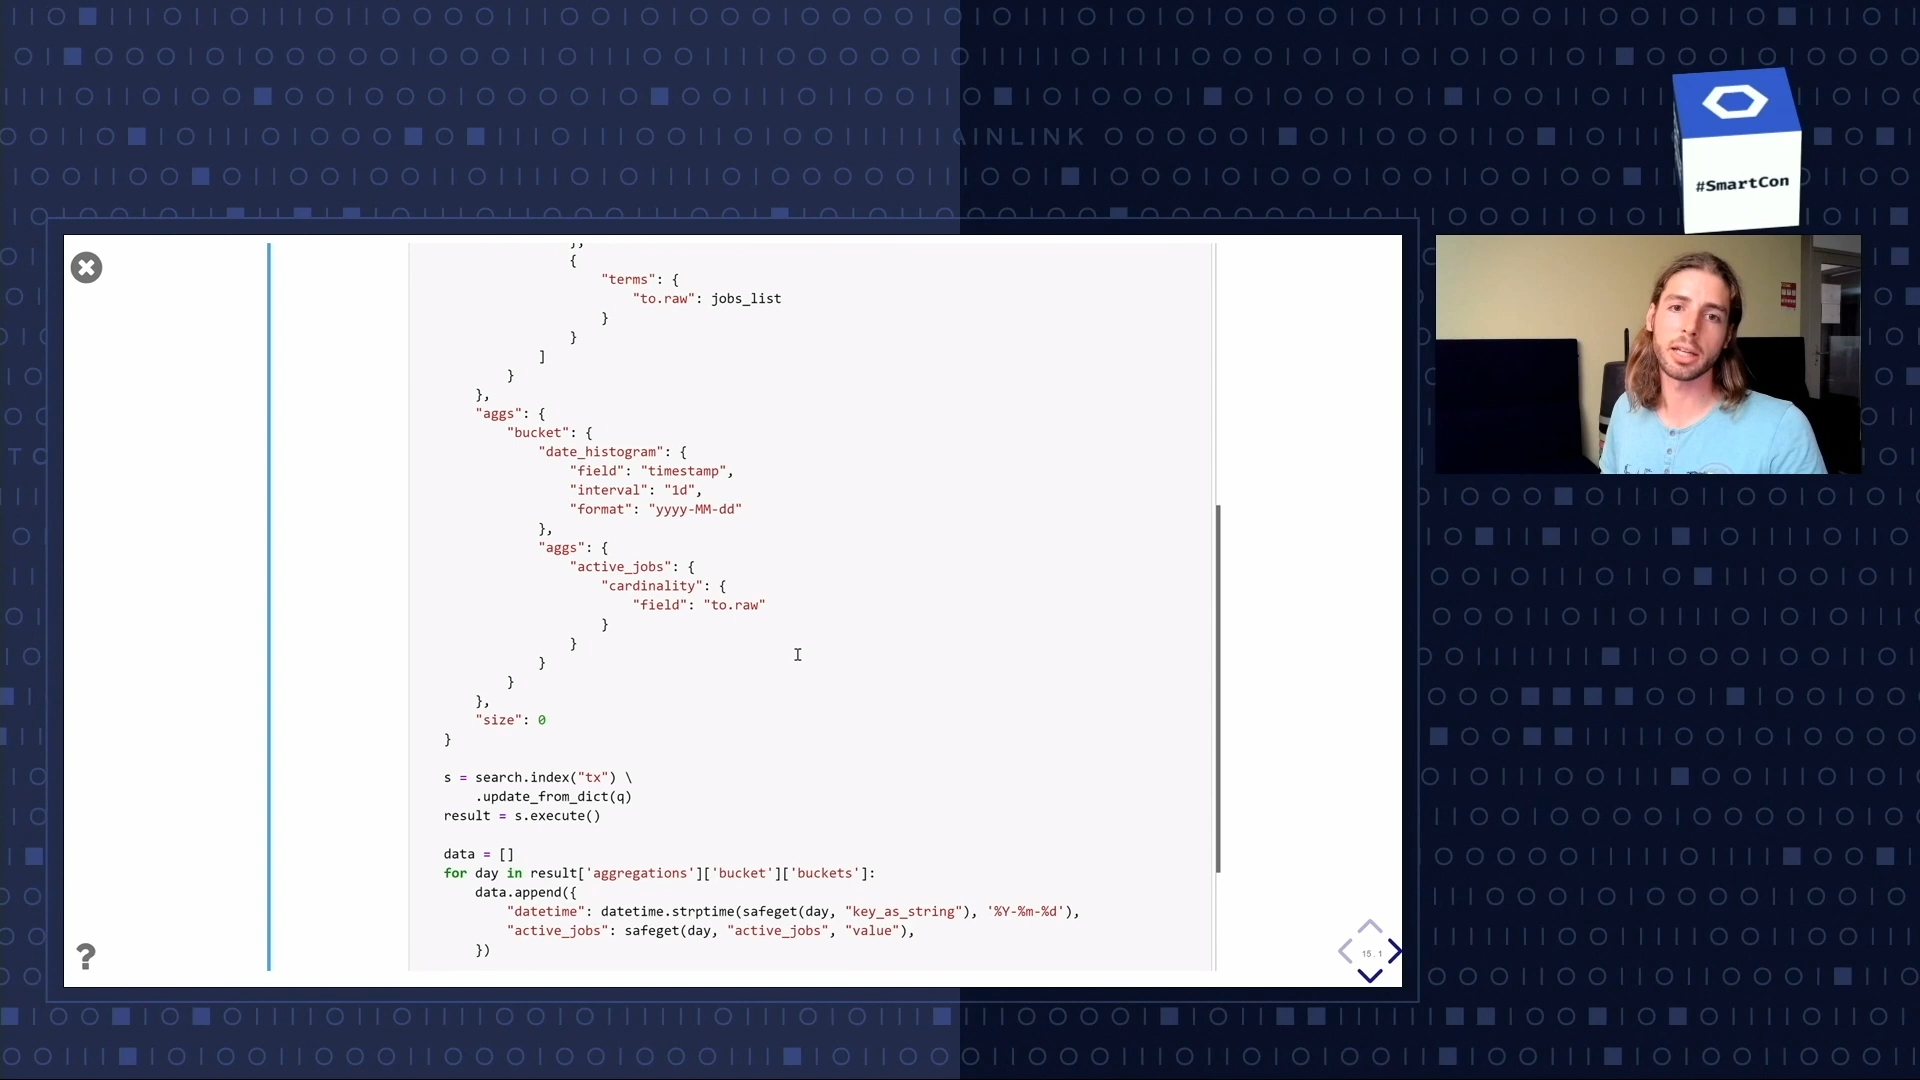 AINLINK
#SmartCon
},
{
"terms": {
"to.raw": jobs_list
}
}
]
}
},
"aggs": {
"bucket": {
"date_histogram": {
"field": "timestamp",
"interval": "1d",
"format": "yyyy-MM-dd"
},
"aggs": {
"active_jobs": {
"cardinality": {
"field": "to.raw"
}
}
}
}
},
"size": 0
}
s = search.index("tx") \
.update_from_dict(q)
result = s.execute()
data = []
for day in result['aggregations']['bucket']['buckets']:
data.append({
"datetime": datetime.strptime(safeget(day, "key_as_string"), '%Y-%m-%d'),
"active_jobs": safeget(day, "active_jobs", "value"),
})
?
15.1